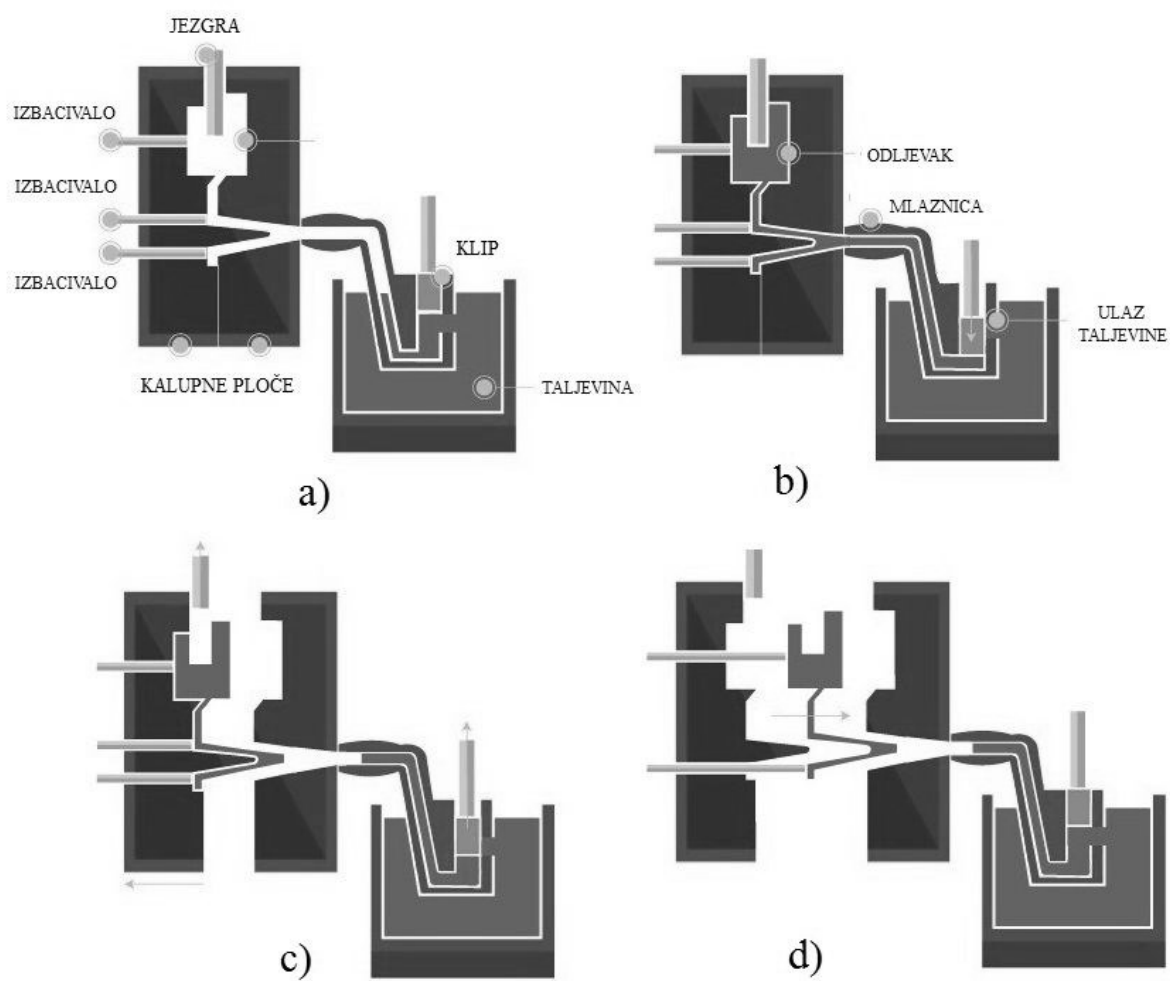 JEZGRA
IZBACIVALO
IZBACIVALO
IZBACIVALO
KLIP
KALUPNE PLOČE
TALJEVINA
a)
ODLJEVAK
MLAZNICA
ULAZ
TALJEVINE
b)
c)
d)